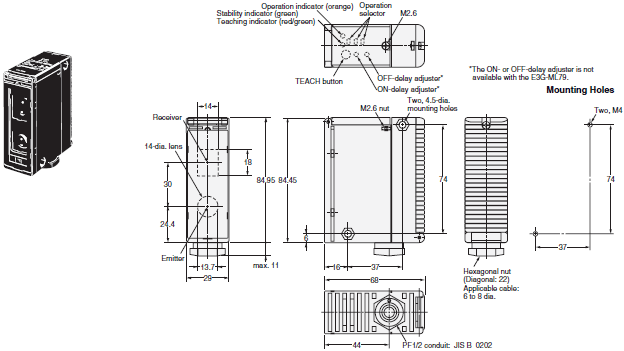 Operation indicator (orange)
Stability indicator (green)
Teaching indicator (red/green)
Operation
selector
M2.6
TEACH button
OFF-delay adjuster*
ON-delay adjuster*
*The ON- or OFF-delay adjuster is not
available with the E3G-ML79.
Mounting Holes
Two, M4
74
37
Receiver
14
14-dia. lens
18
30
24.4
Emitter
13.7
29
max. 11
84.95
84.45
M2.6 nut
Two, 4.5-dia.
mounting holes
74
6
16
37
68
Hexagonal nut
(Diagonal: 22)
Applicable cable:
6 to 8 dia.
44
PF1/2 conduit: JIS B 0202